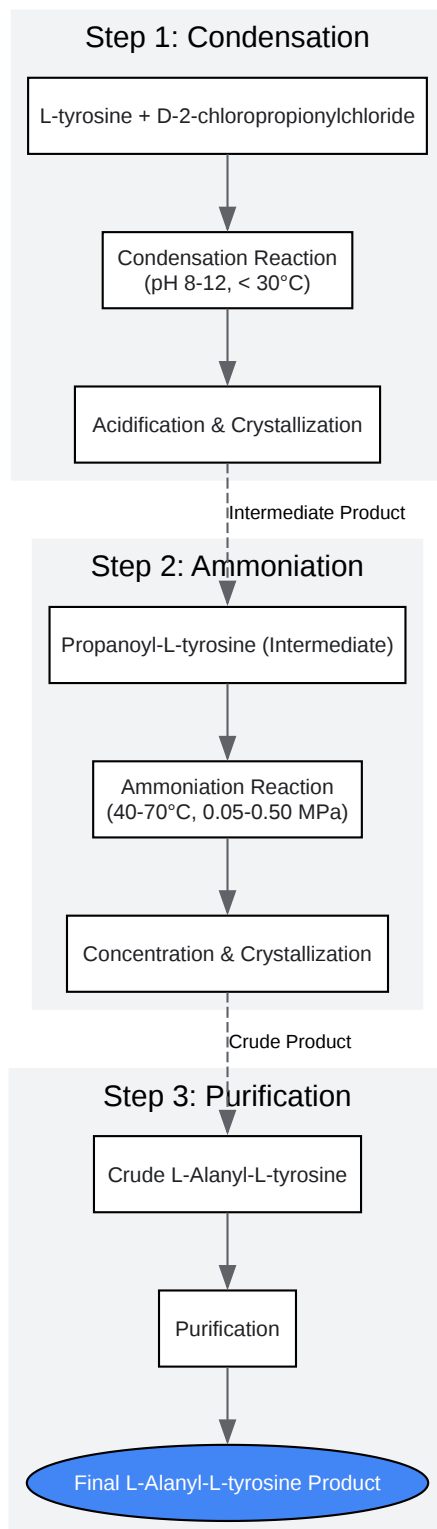 Step 1: Condensation
L-tyrosine + D-2-chloropropionylchloride
Condensation Reaction
(pH 8-12, < 30°C)
Acidification & Crystallization
Intermediate Product
Step 2: Ammoniation
Propanoyl-L-tyrosine (Intermediate)
Ammoniation Reaction
(40-70°C, 0.05-0.50 MPa)
Concentration & Crystallization
Crude Product
Step 3: Purification
Crude L-Alanyl-L-tyrosine
Purification
Final L-Alanyl-L-tyrosine Product